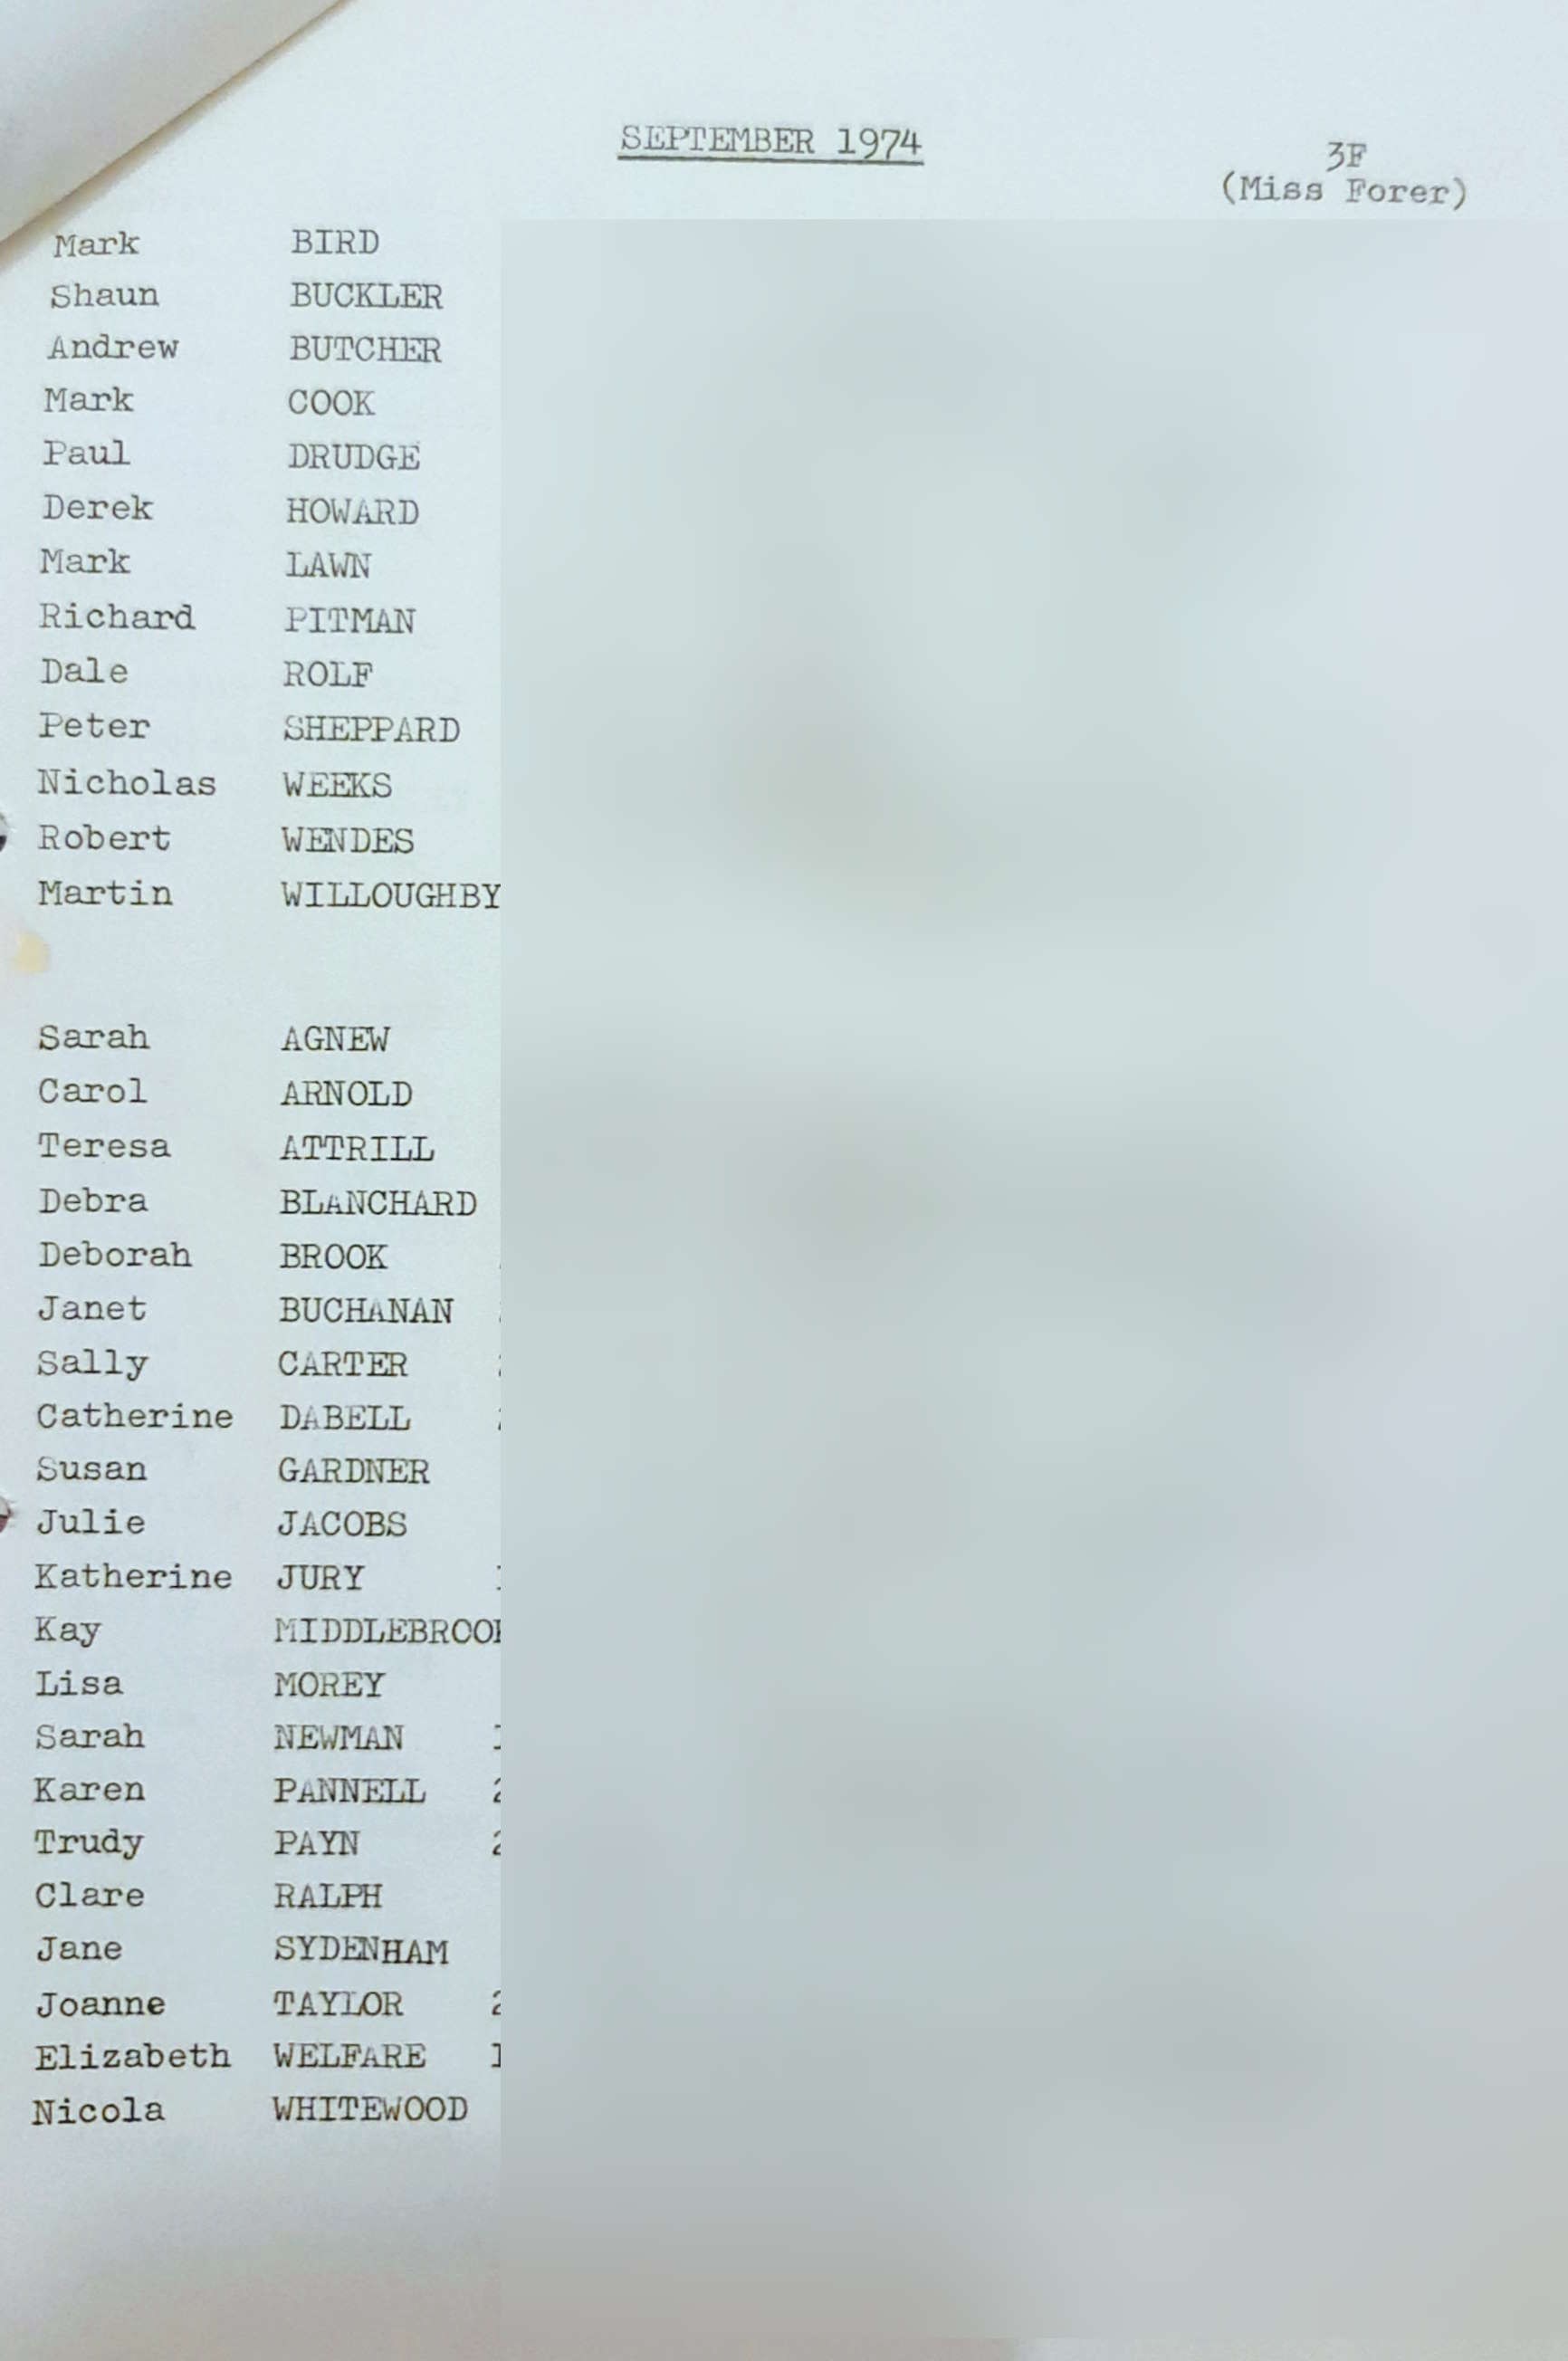 SEPTEMBER 1974
3F
(Miss Forer)
Mark BIRD
Shaun BUCKLER
Andrew BUTCHER
Mark COOK
Paul DRUDGE
Derek HOWARD
Mark LAWN
Richard PITMAN
Dale ROLF
Peter SHEPPARD
Nicholas WEEKS
Robert WENDES
Martin WILLOUGHBY
Sarah AGNEW
Carol ARNOLD
Teresa ATTRILL
Debra BLANCHARD
Deborah BROOK
Janet BUCHANAN
Sally CARTER
Catherine DABELL
Susan GARDNER
Julie JACOBS
Katherine JURY
Kay
Lisa MOREY
Sarah NEWMAN
Karen PANNELL
Trudy PAYN
Clare RALPH
Jane SYDENHAM
Joanne TAYLOR
Elizabeth WELFARE
Nicola WHITEWOOD